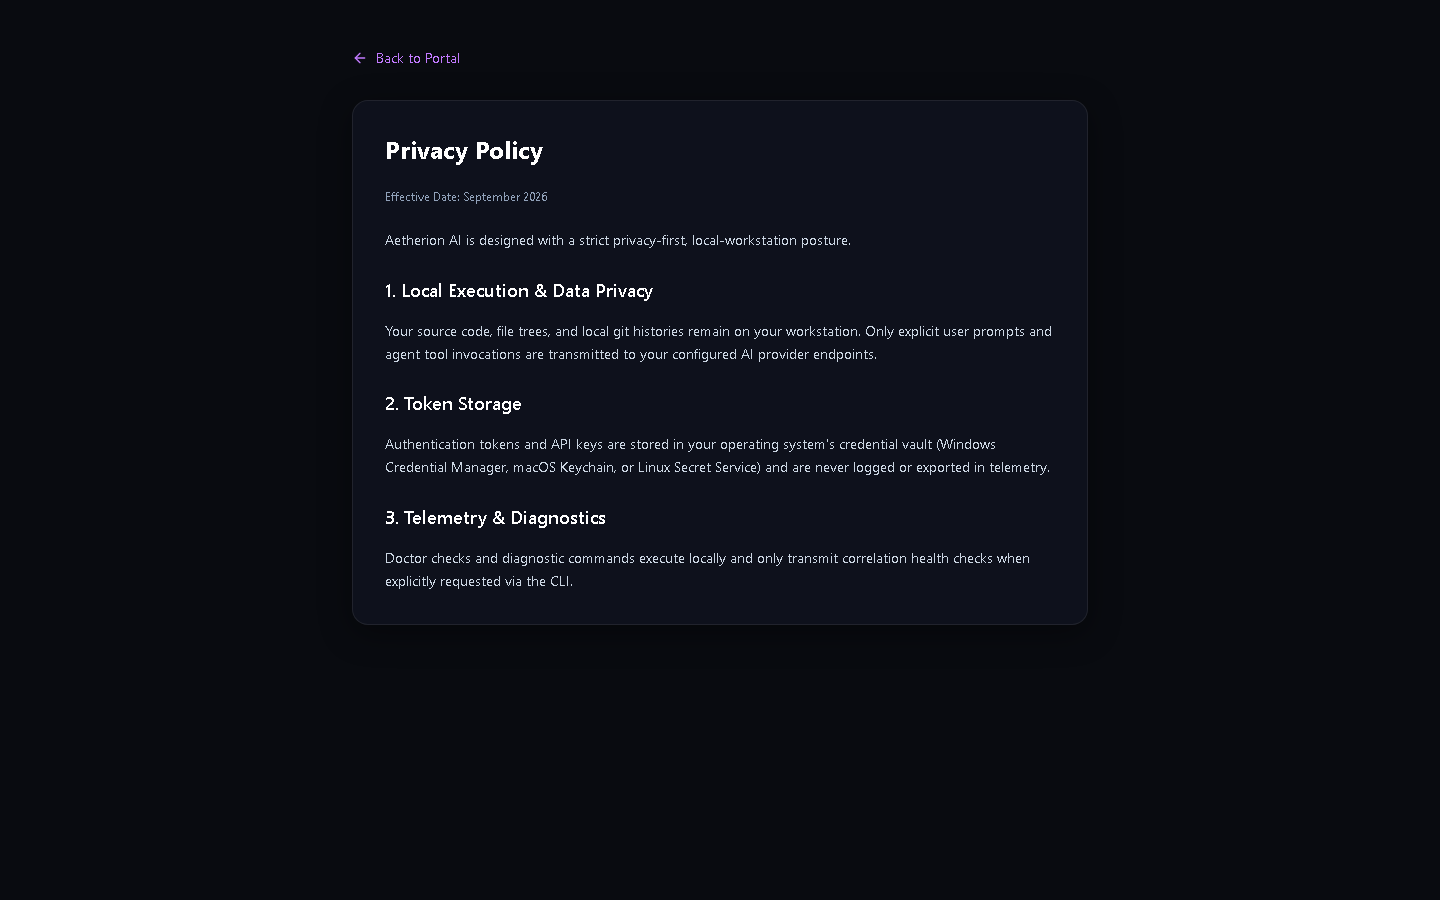 ← Back to Portal
Privacy Policy
Effective Date: September 2026
Aetherion AI is designed with a strict privacy-first, local-workstation posture.
1. Local Execution & Data Privacy
Your source code, file trees, and local git histories remain on your workstation. Only explicit user prompts and
agent tool invocations are transmitted to your configured AI provider endpoints.
2. Token Storage
Authentication tokens and API keys are stored in your operating system's credential vault (Windows
Credential Manager, macOS Keychain, or Linux Secret Service) and are never logged or exported in telemetry.
3. Telemetry & Diagnostics
Doctor checks and diagnostic commands execute locally and only transmit correlation health checks when
explicitly requested via the CLI.